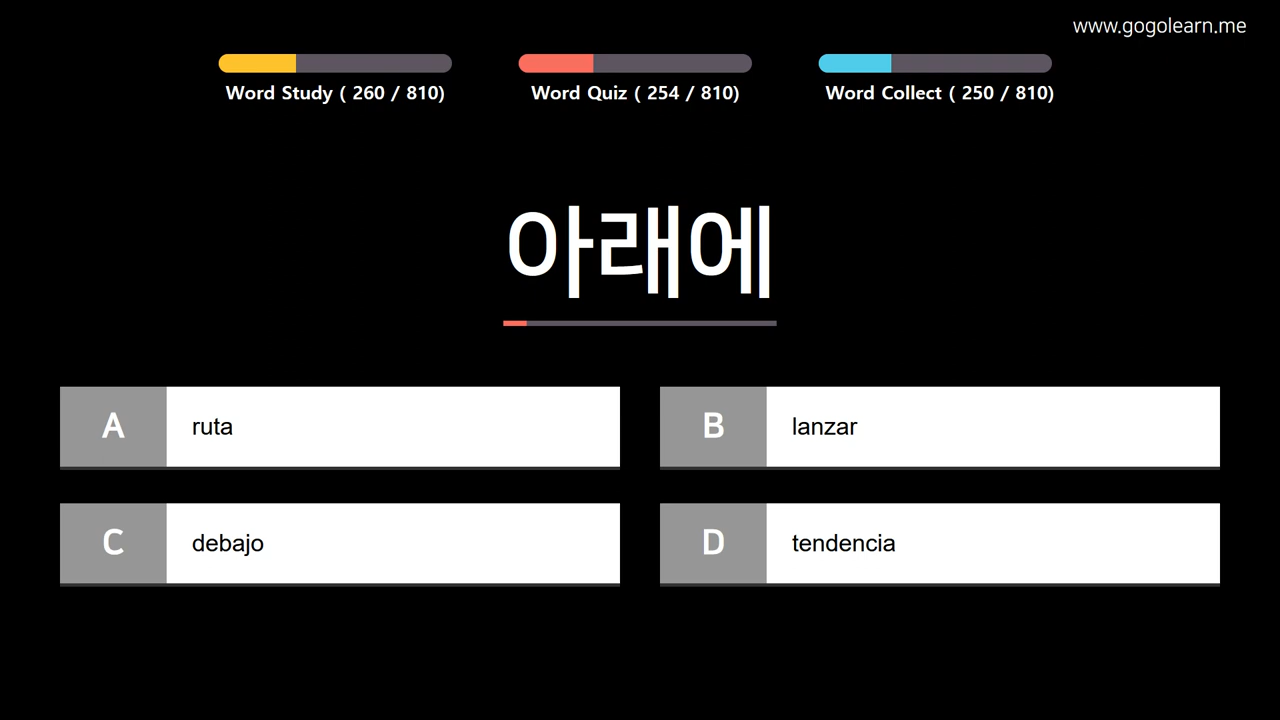 www.gogolearn.me
Word Study ( 260 / 810)
Word Quiz ( 254 / 810)
Word Collect ( 250 / 810)
아래에
A
ruta
B
lanzar
C
debajo
D
tendencia